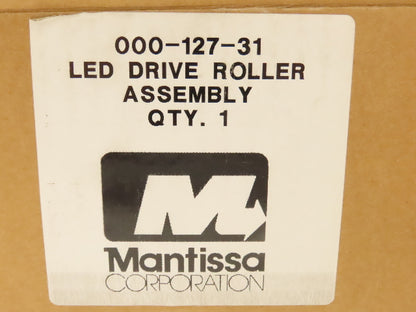 000-127-31
LED DRIVE ROLLER
ASSEMBLY
QTY. 1
M
Mantissa
CORPORATION